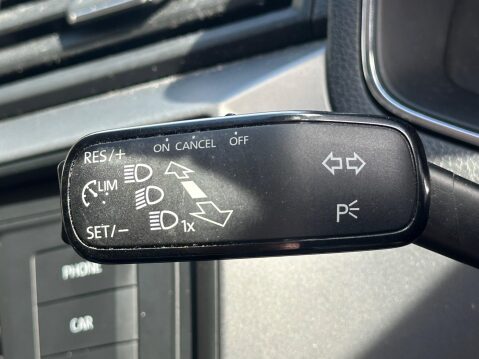 ON CANCEL OFF
RES/+
LIM
1x
SET/-
P
PHONE
CAR